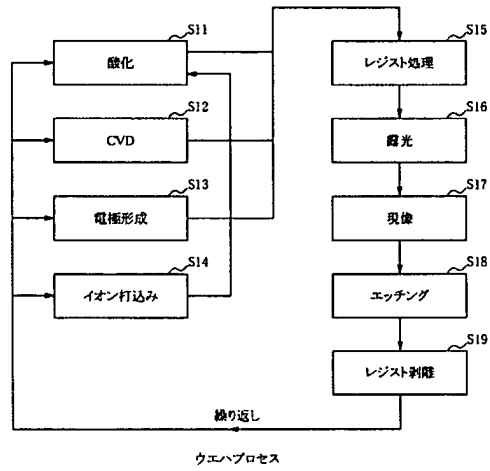 S11
酸化
S12
CVD
S13
電極形成
S14
イオン打込み
S15
レジスト処理
S16
露光
S17
現像
S18
エッチング
S19
レジスト剥離
繰り返し
ウエハプロセス